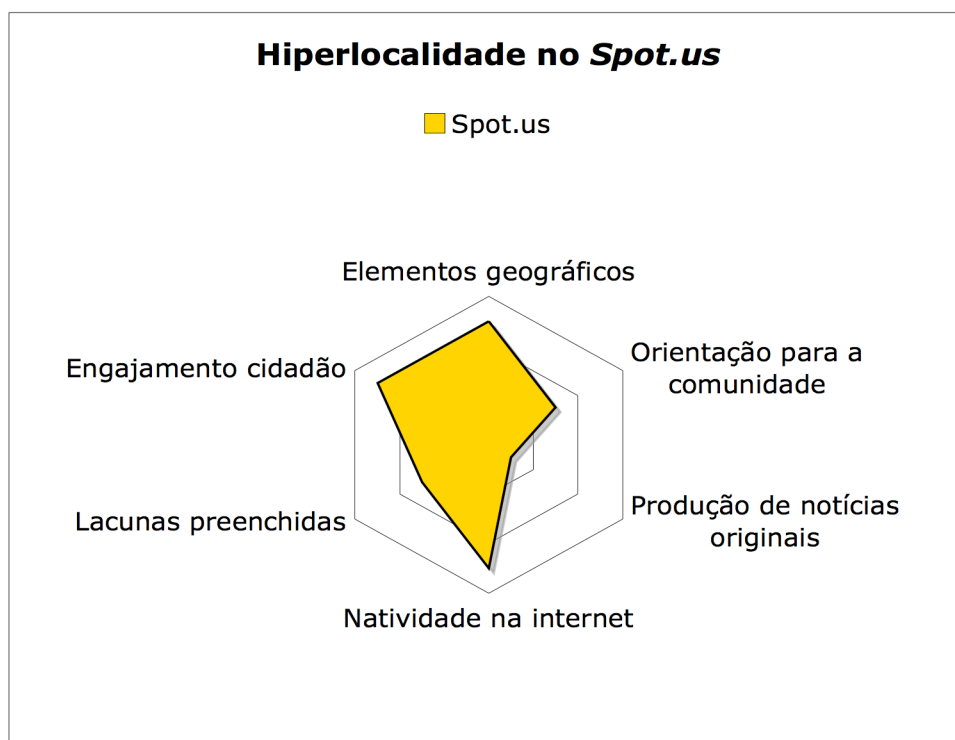 Hiperlocalidade no Spot.us
Spot.us
Elementos geográficos
Engajamento cidadão
Orientação para a
comunidade
Lacunas preenchidas
Produção de notícias
originais
Natividade na internet